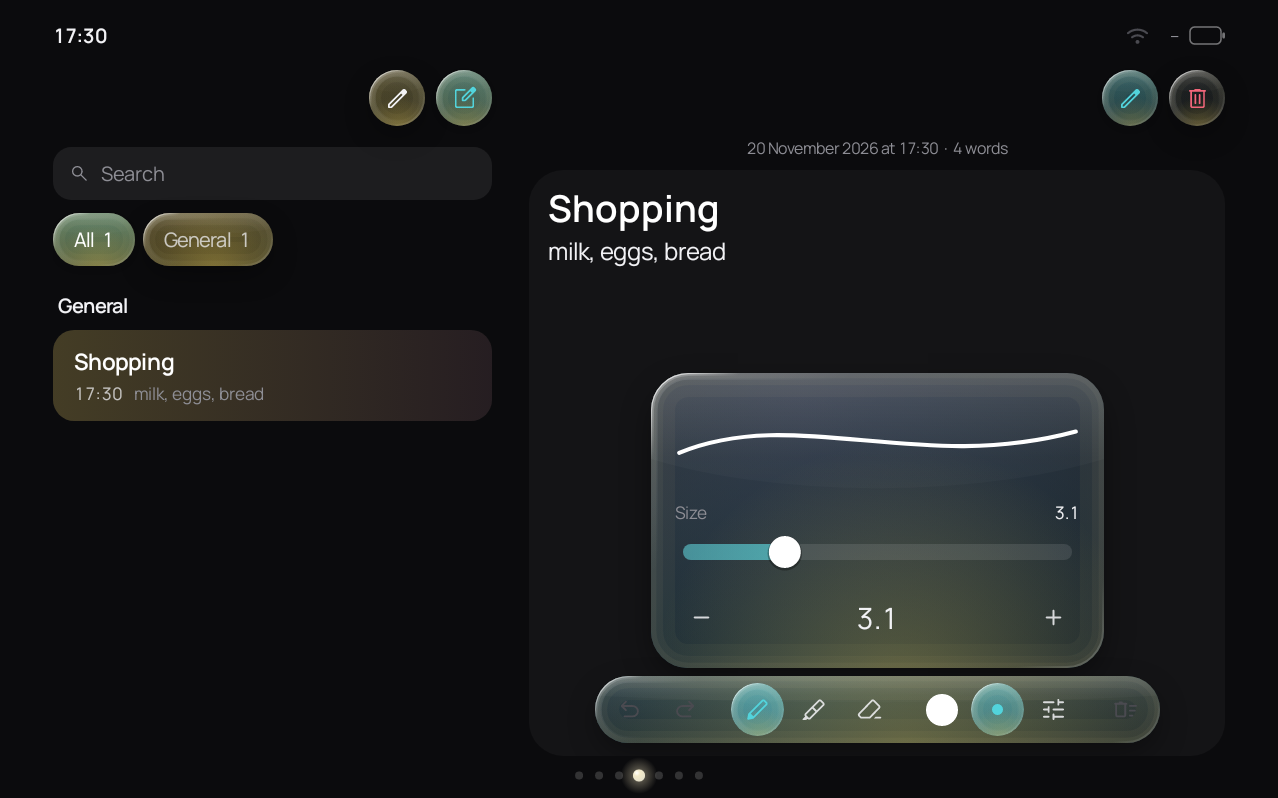 17:30
Search
All 1
General 1
General
Shopping
17:30 milk, eggs, bread
20 November 2026 at 17:30 · 4 words
Shopping
milk, eggs, bread
Size 3.1
− 3.1 +